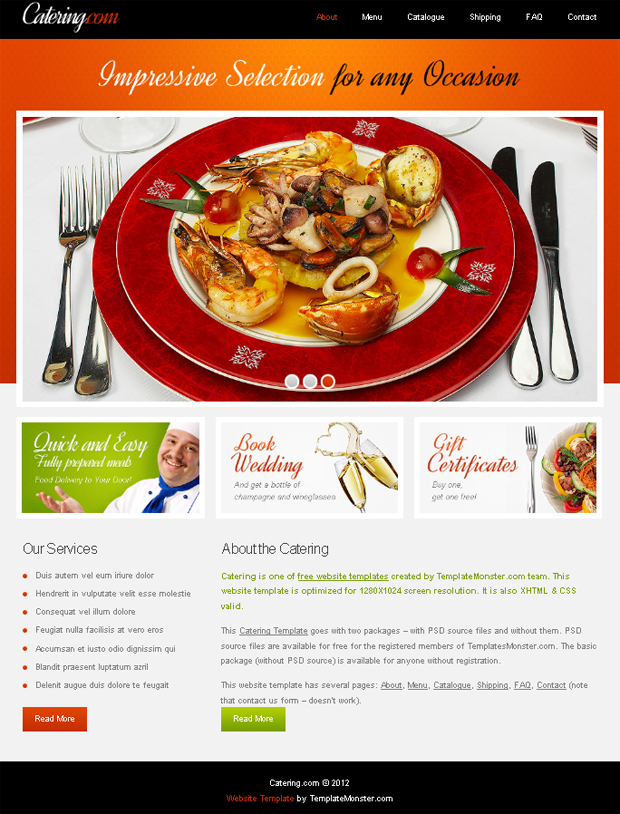 Catering.com
About Menu Catalogue Shipping FAQ Contact
Impressive Selection for any Occasion
Quick and Easy
Fully prepared meals
Food Delivery to Your Door!
Book
Wedding
And get a bottle of
champagne and wineglasses
Gift
Certificates
Buy one,
get one free!
Our Services
Duis autem vel eum iriure dolor
Hendrerit in vulputate velit esse molestie
Consequat vel illum dolore
Feugiat nulla facilisis at vero eros
Accumsan et iusto odio dignissim qui
Blandit praesent luptatum azril
Delenit augue duis dolore te feugait
Read More
About the Catering
Catering is one of free website templates created by TemplateMonster.com team. This
website template is optimized for 1280X1024 screen resolution. It is also XHTML & CSS
valid.
This Catering Template goes with two packages – with PSD source files and without them. PSD
source files are available for free for the registered members of TemplatesMonster.com. The basic
package (without PSD source) is available for anyone without registration.
This website template has several pages: About, Menu, Catalogue, Shipping, FAQ, Contact (note
that contact us form – doesn't work).
Read More
Catering.com © 2012
Website Template by TemplateMonster.com